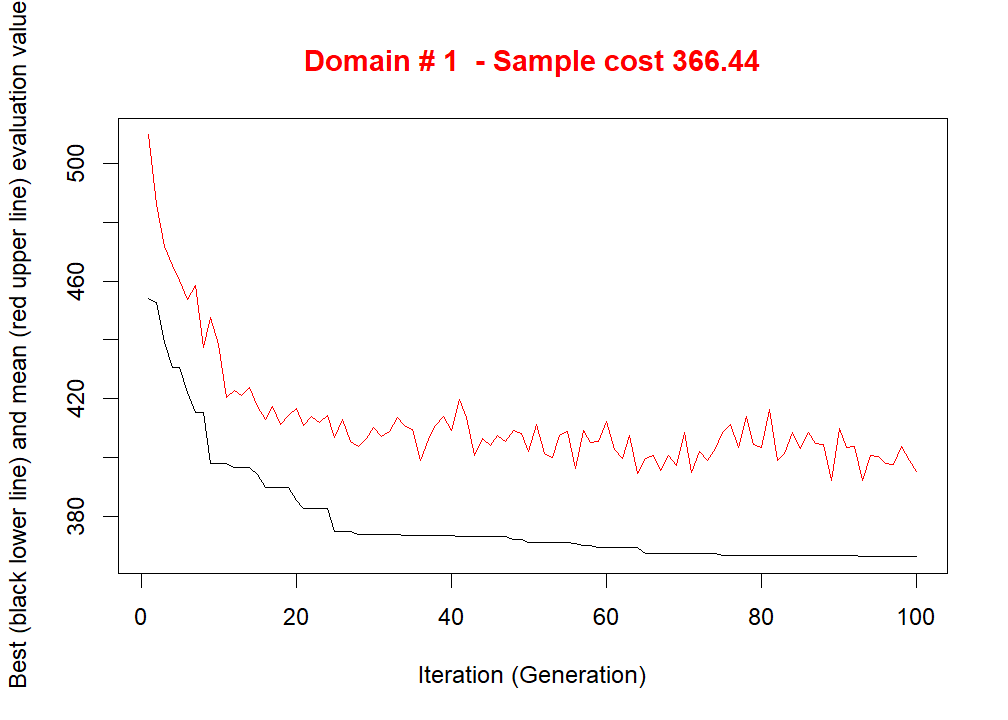 Domain # 1  - Sample cost 366.44
Best (black lower line) and mean (red upper line) evaluation value
500
460
420
380
0 20 40 60 80 100
Iteration (Generation)